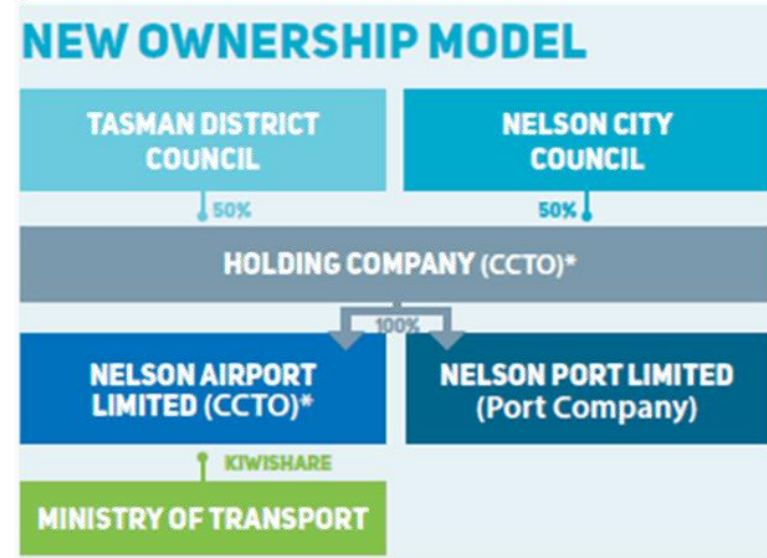 NEW OWNERSHIP MODEL
TASMAN DISTRICT
COUNCIL
NELSON CITY
COUNCIL
50%
50%
HOLDING COMPANY (CCTO)*
100%
NELSON AIRPORT
LIMITED (CCTO)*
NELSON PORT LIMITED
(Port Company)
KIWISHARE
MINISTRY OF TRANSPORT